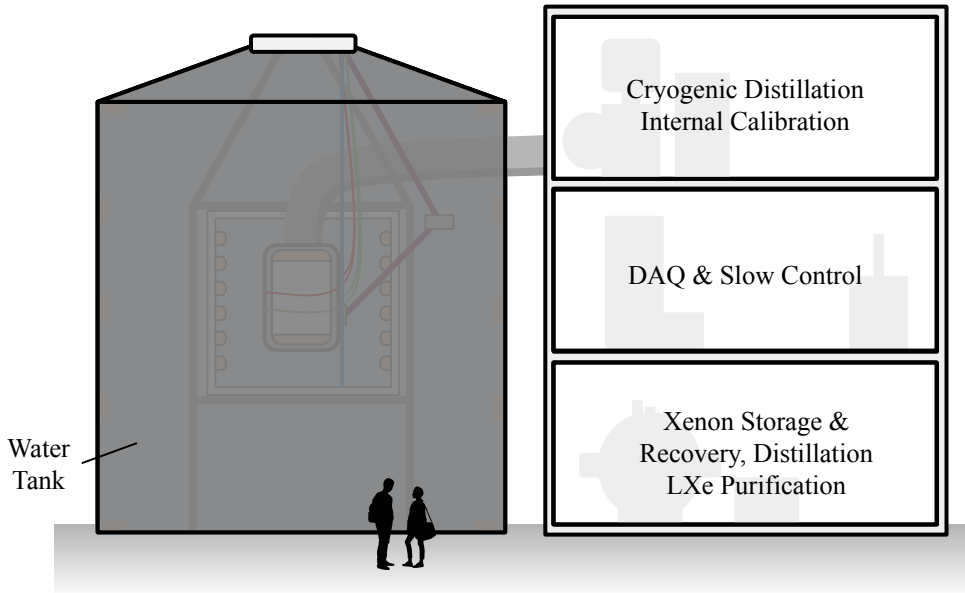 Cryogenic Distillation
Internal Calibration
DAQ & Slow Control
Xenon Storage &
Recovery, Distillation
LXe Purification
Water
Tank